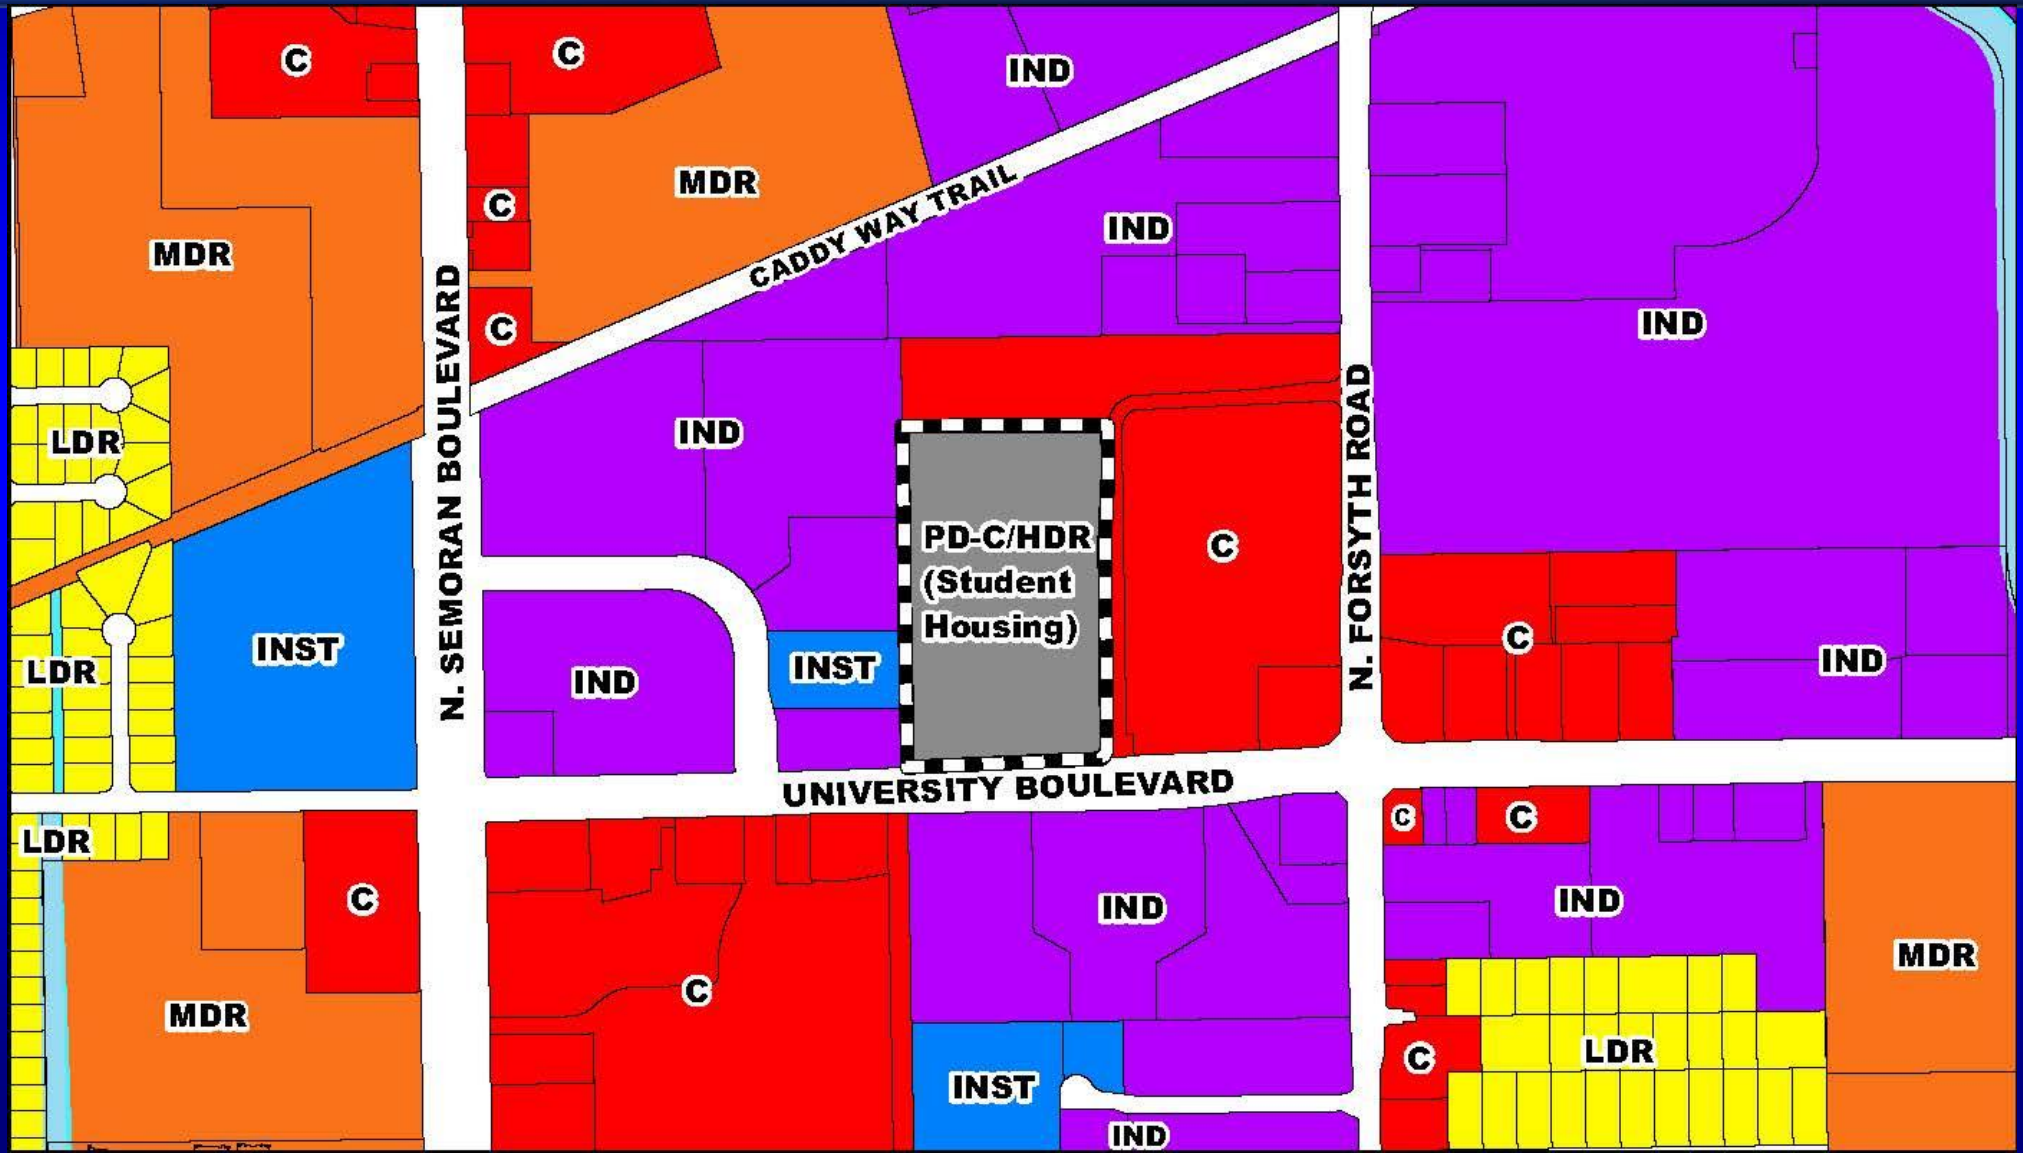 C
C
IND
MDR
C
CADDY WAY TRAIL
IND
MDR
C
IND
N. SEMORAN BOULEVARD
N. FORSYTH ROAD
LDR
IND
PD-C/HDR
(Student
Housing)
C
INST
LDR
IND
INST
C
IND
UNIVERSITY BOULEVARD
LDR
C
C
C
IND
IND
MDR
C
MDR
LDR
C
INST
IND